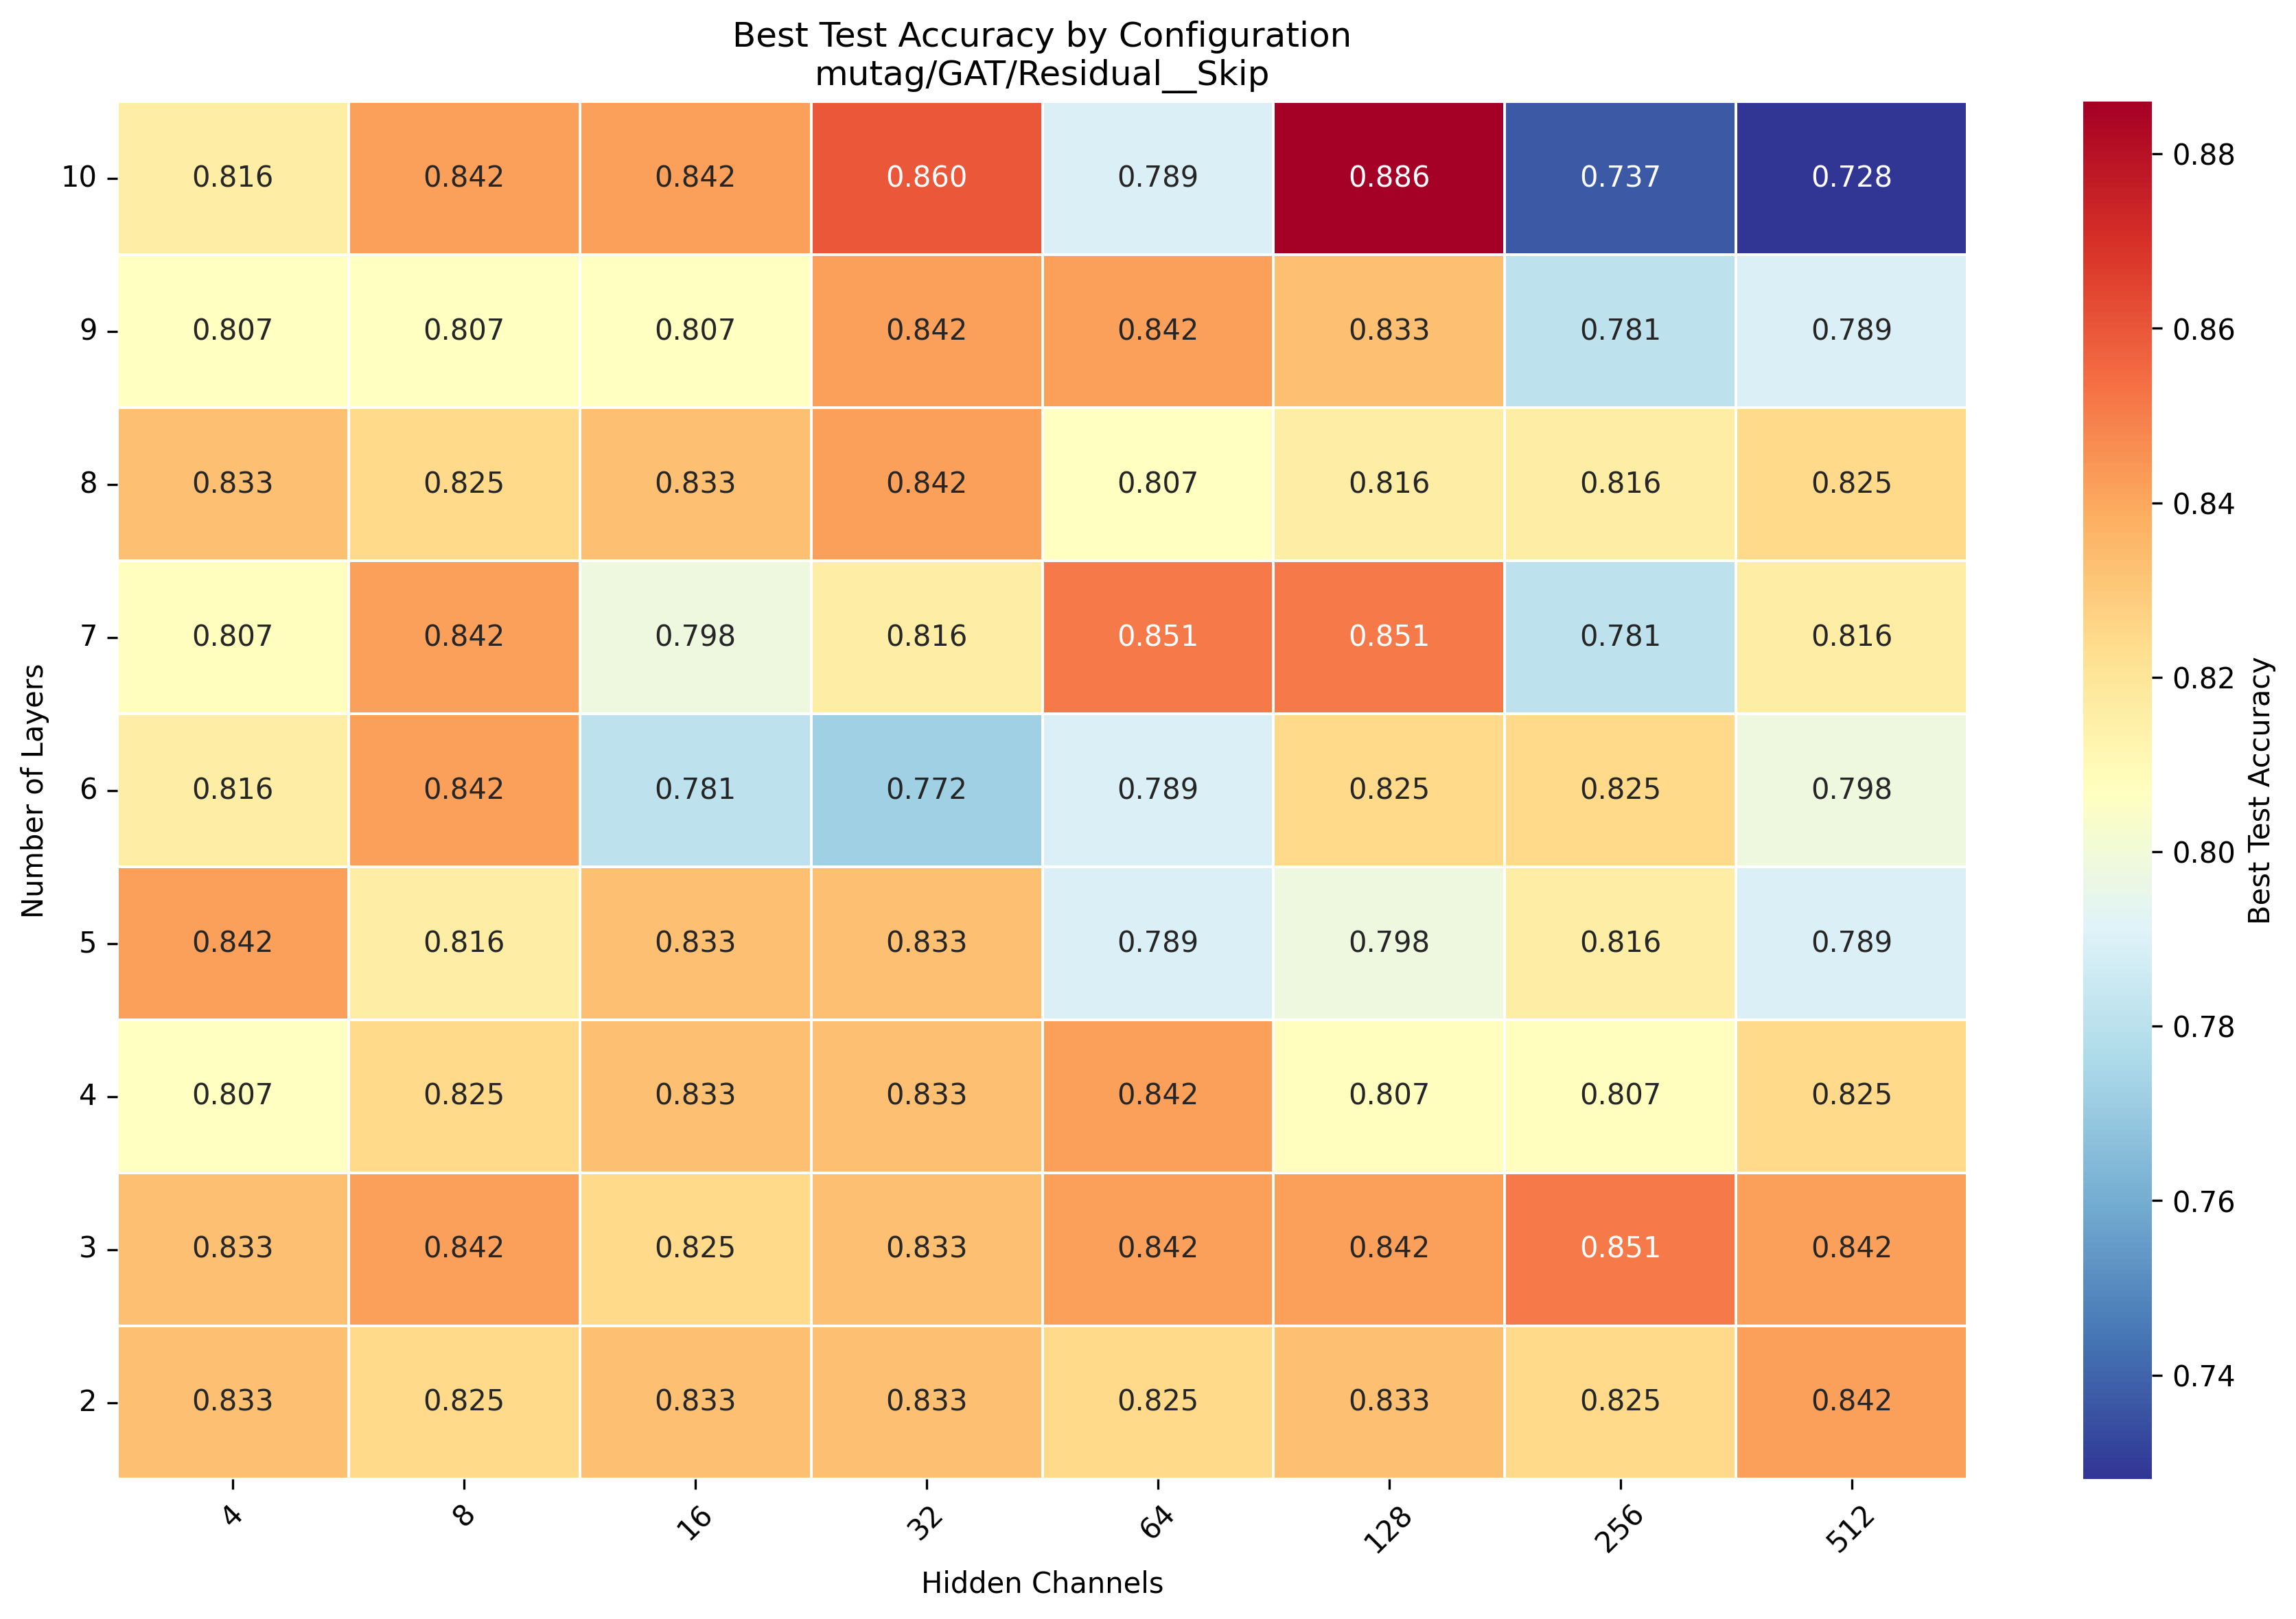 Best Test Accuracy by Configuration
mutag/GAT/Residual__Skip
10 0.816 0.842 0.842 0.860 0.789 0.886 0.737 0.728
9 0.807 0.807 0.807 0.842 0.842 0.833 0.781 0.789
8 0.833 0.825 0.833 0.842 0.807 0.816 0.816 0.825
7 0.807 0.842 0.798 0.816 0.851 0.851 0.781 0.816
6 0.816 0.842 0.781 0.772 0.789 0.825 0.825 0.798
5 0.842 0.816 0.833 0.833 0.789 0.798 0.816 0.789
4 0.807 0.825 0.833 0.833 0.842 0.807 0.807 0.825
3 0.833 0.842 0.825 0.833 0.842 0.842 0.851 0.842
2 0.833 0.825 0.833 0.833 0.825 0.833 0.825 0.842
4 8 16 32 64 128 256 512
Hidden Channels
Number of Layers
0.88
0.86
0.84
0.82
0.80
0.78
0.76
0.74
Best Test Accuracy